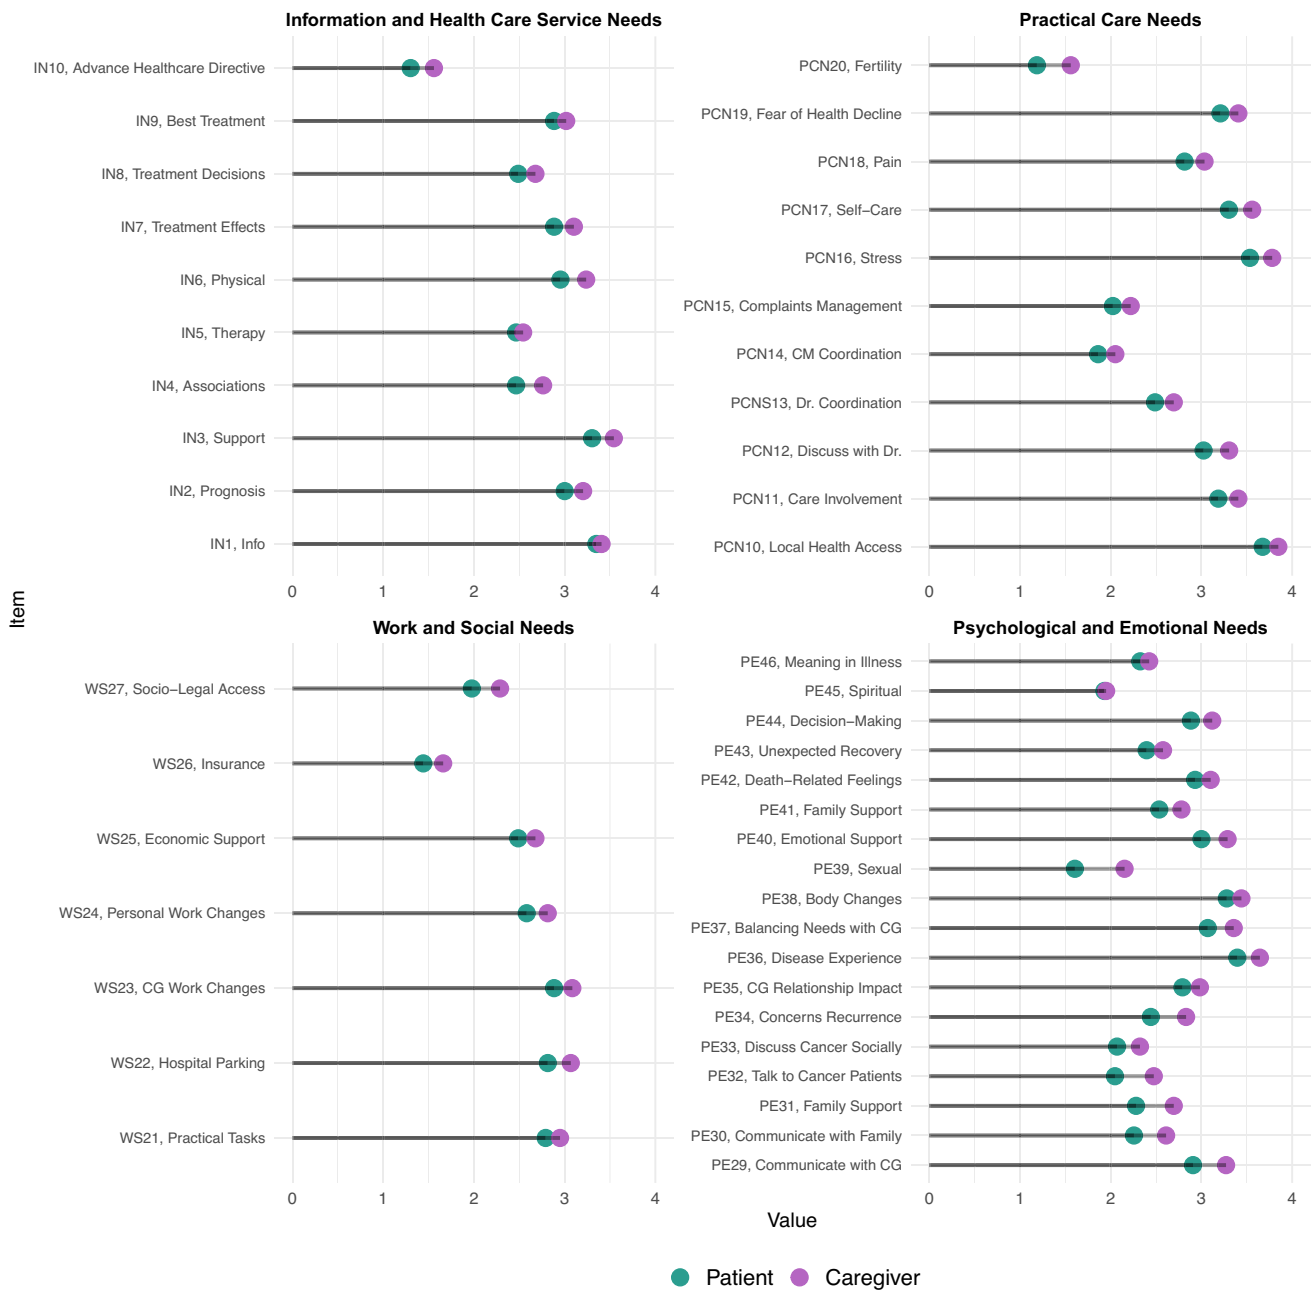 Information and Health Care Service Needs
IN10, Advance Healthcare Directive
IN9, Best Treatment
IN8, Treatment Decisions
IN7, Treatment Effects
IN6, Physical
IN5, Therapy
IN4, Associations
IN3, Support
IN2, Prognosis
IN1, Info
0 1 2 3 4
Practical Care Needs
PCN20, Fertility
PCN19, Fear of Health Decline
PCN18, Pain
PCN17, Self−Care
PCN16, Stress
PCN15, Complaints Management
PCN14, CM Coordination
PCNS13, Dr. Coordination
PCN12, Discuss with Dr.
PCN11, Care Involvement
PCN10, Local Health Access
0 1 2 3 4
Item
Work and Social Needs
WS27, Socio−Legal Access
WS26, Insurance
WS25, Economic Support
WS24, Personal Work Changes
WS23, CG Work Changes
WS22, Hospital Parking
WS21, Practical Tasks
0 1 2 3 4
Psychological and Emotional Needs
PE46, Meaning in Illness
PE45, Spiritual
PE44, Decision−Making
PE43, Unexpected Recovery
PE42, Death−Related Feelings
PE41, Family Support
PE40, Emotional Support
PE39, Sexual
PE38, Body Changes
PE37, Balancing Needs with CG
PE36, Disease Experience
PE35, CG Relationship Impact
PE34, Concerns Recurrence
PE33, Discuss Cancer Socially
PE32, Talk to Cancer Patients
PE31, Family Support
PE30, Communicate with Family
PE29, Communicate with CG
0 1 2 3 4
Value
Patient Caregiver